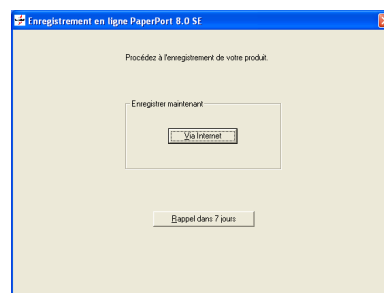 Enregistrement en ligne PaperPort 8.0 SE
Procédez à l'enregistrement de votre produit.
Enregistrer maintenant
Via Internet
Rappel dans 7 jours